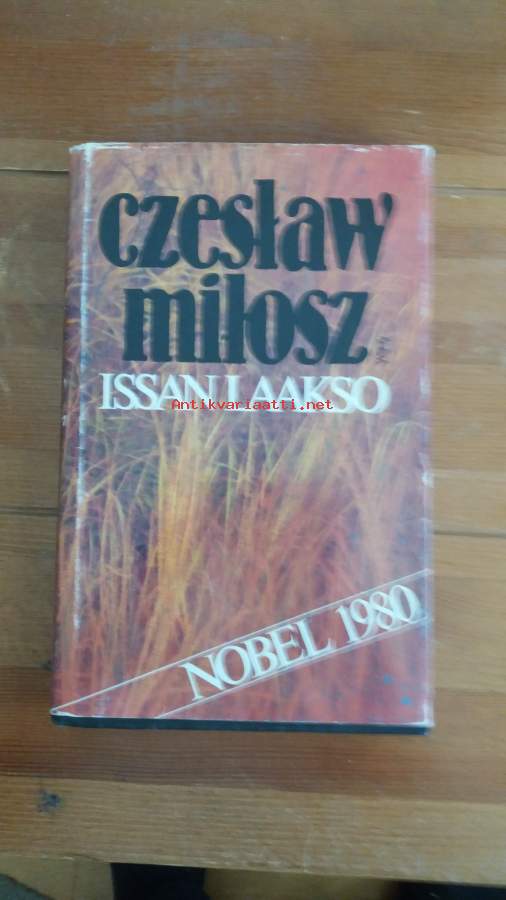 czesław
miłosz
ISSAN LAAKSO
Antikvariaatti.net
NOBEL 1980